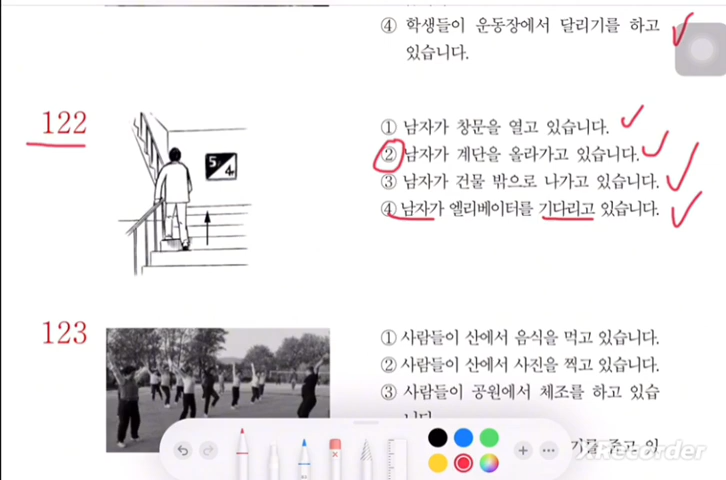 ④ 학생들이 운동장에서 달리기를 하고
있습니다.
122
5
4
① 남자가 창문을 열고 있습니다.
② 남자가 계단을 올라가고 있습니다.
③ 남자가 건물 밖으로 나가고 있습니다.
④ 남자가 엘리베이터를 기다리고 있습니다.
123
① 사람들이 산에서 음식을 먹고 있습니다.
② 사람들이 산에서 사진을 찍고 있습니다.
③ 사람들이 공원에서 체조를 하고 있습
니다.
XRecorder